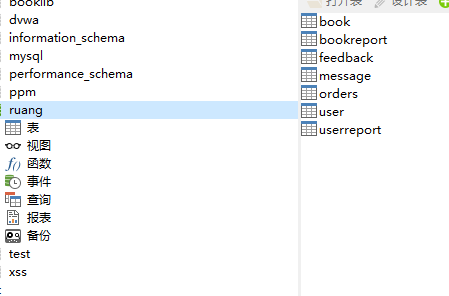 booklib
dvwa
information_schema
mysql
performance_schema
ppm
ruang
表
视图
函数
事件
查询
报表
备份
test
xss
打开表 设计表
book
bookreport
feedback
message
orders
user
userreport